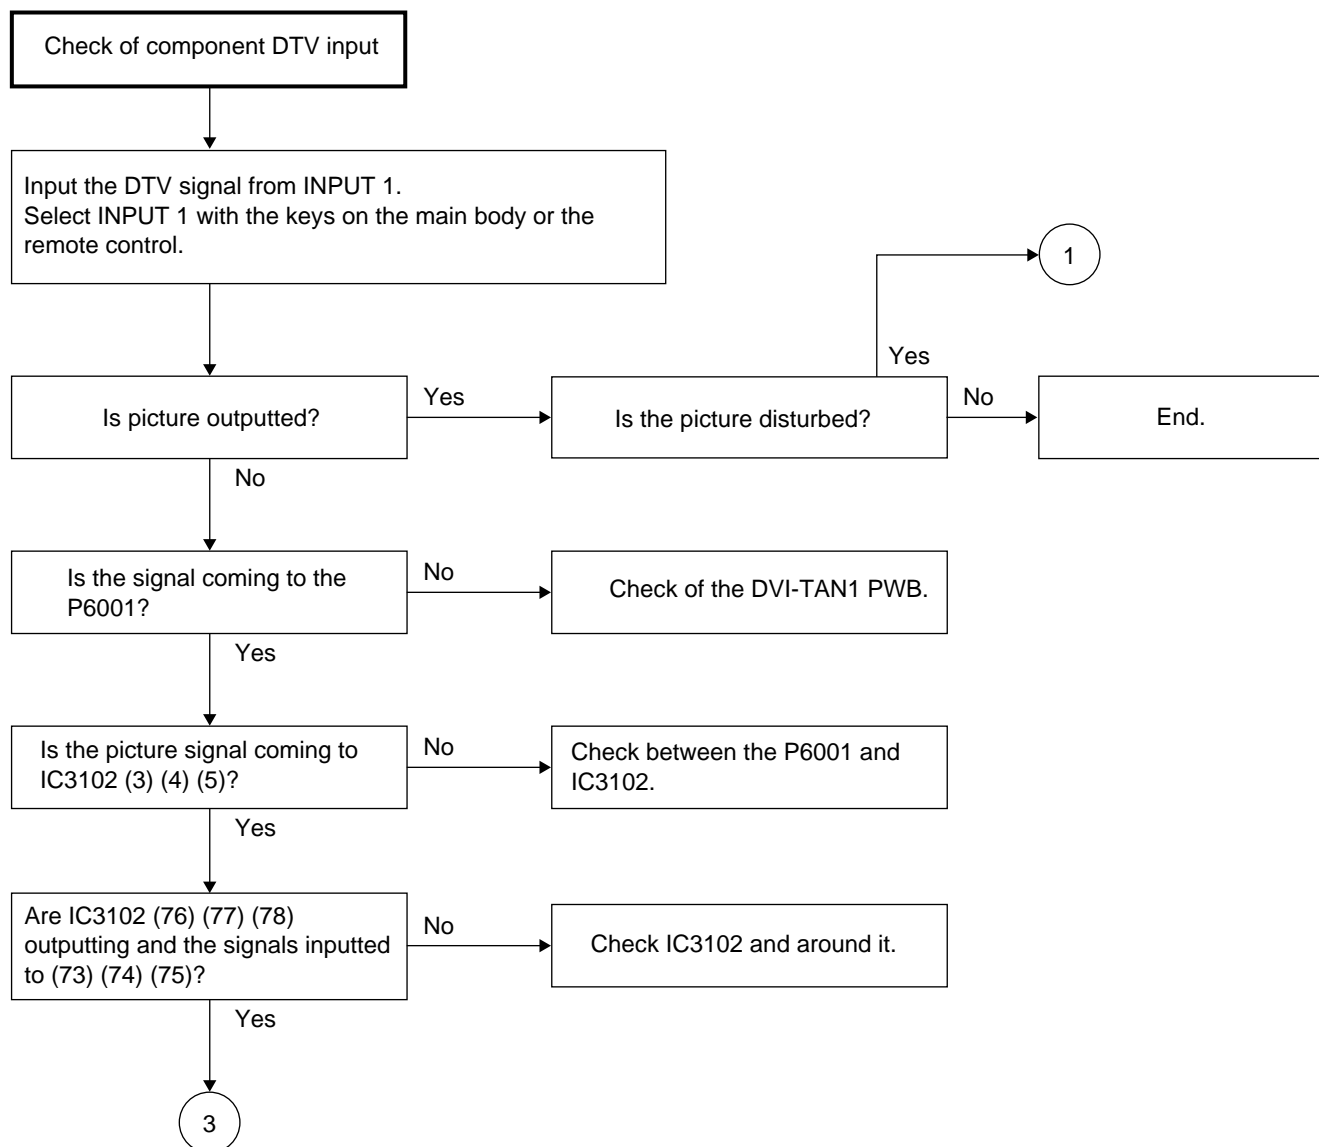 Check of component DTV input
Input the DTV signal from INPUT 1.
Select INPUT 1 with the keys on the main body or the
remote control.
1
Yes
Is picture outputted?
Yes
Is the picture disturbed?
No
End.
No
Is the signal coming to the
P6001?
No
Check of the DVI-TAN1 PWB.
Yes
Is the picture signal coming to
IC3102 (3) (4) (5)?
No
Check between the P6001 and
IC3102.
Yes
Are IC3102 (76) (77) (78)
outputting and the signals inputted
to (73) (74) (75)?
No
Check IC3102 and around it.
Yes
3